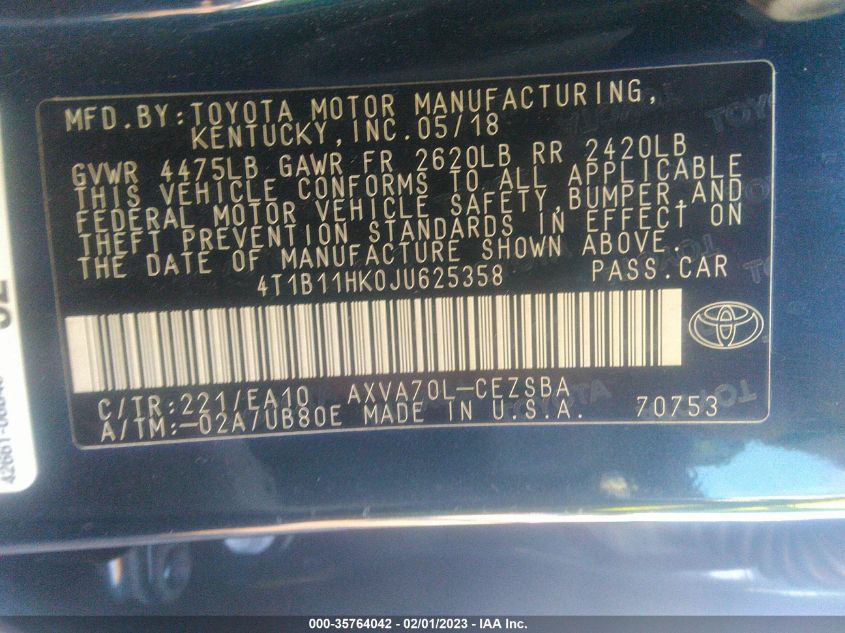 MFD.BY:TOYOTA MOTOR MANUFACTURING,
KENTUCKY,INC.05/18
GVWR 4475LB GAWR FR 2620LB RR 2420LB
THIS VEHICLE CONFORMS TO ALL APPLICABLE
FEDERAL MOTOR VEHICLE SAFETY,BUMPER,AND
THEFT PREVENTION STANDARDS IN EFFECT ON
THE DATE OF MANUFACTURE SHOWN ABOVE.
4T1B11HK0JU625358 PASS.CAR
C/TR:221/EA10 AXVA70L-CEZSBA
A/TM:-02A/UB80E MADE IN U.S.A. 70753
000-35764042 - 02/01/2023 - IAA Inc.